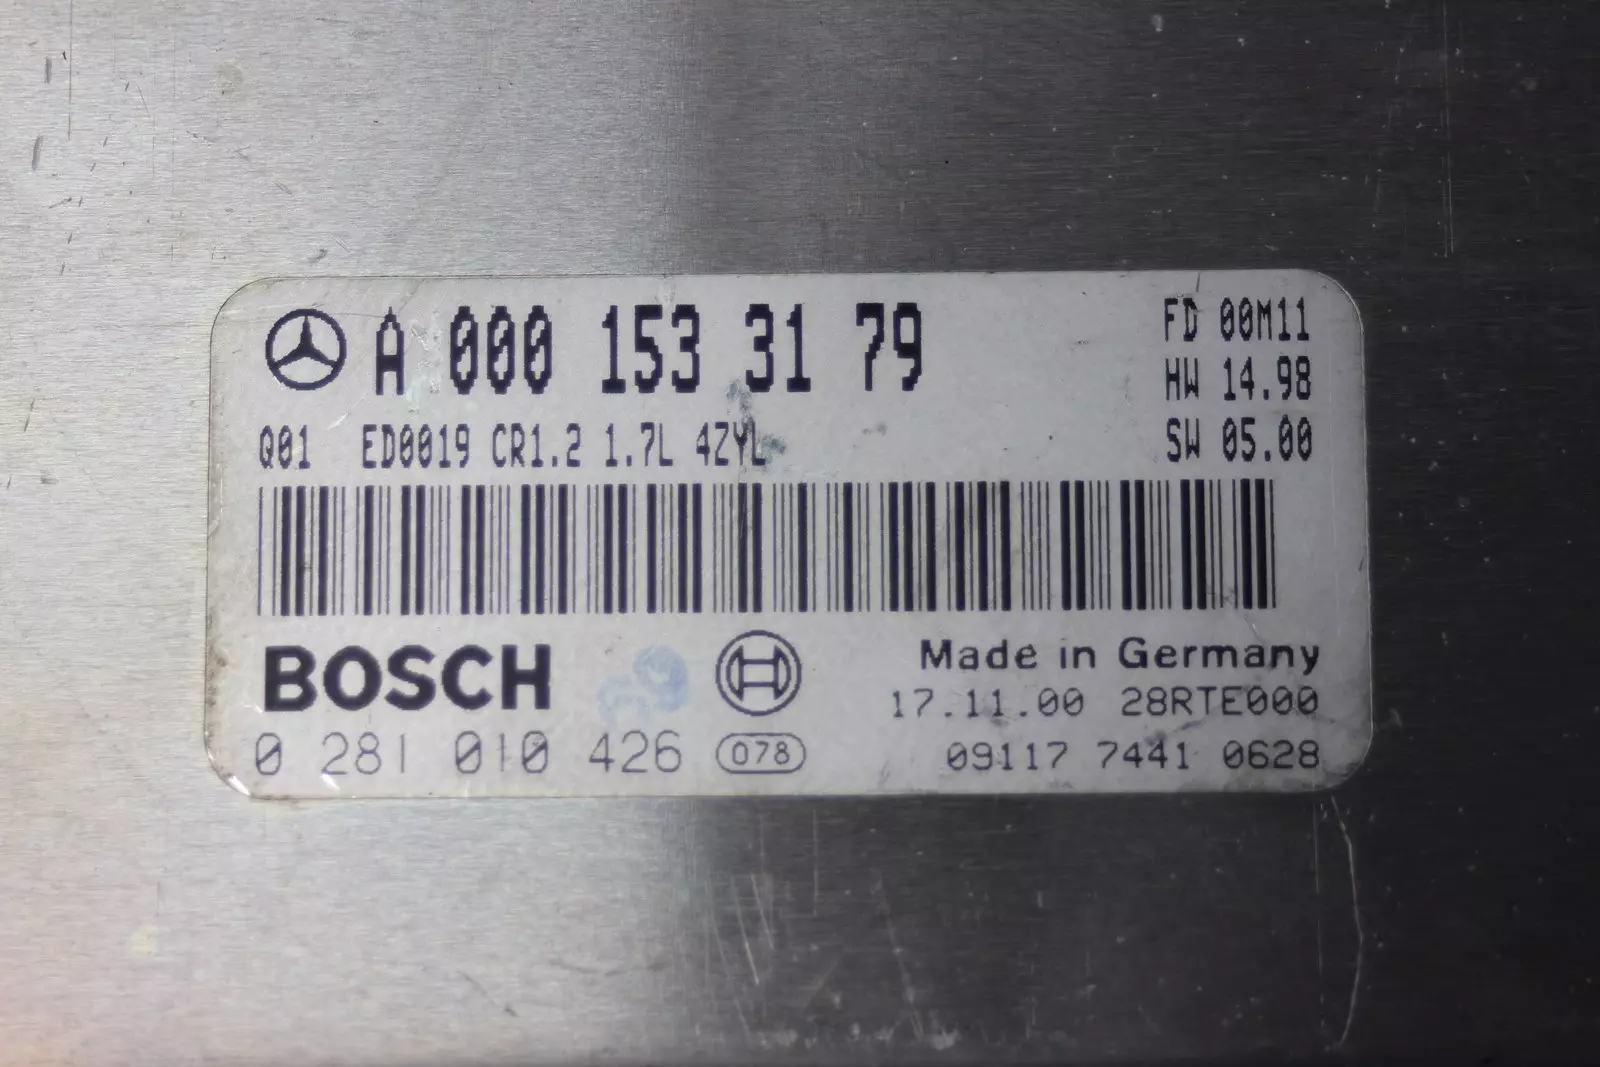 A 000 153 31 79
FD 00M11
HW 14.98
Q01 ED0019 CR1.2 1.7L 4ZYL
SW 05.00
BOSCH
Made in Germany
17.11.00 28RTE000
0 281 010 426 078
09117 7441 0628